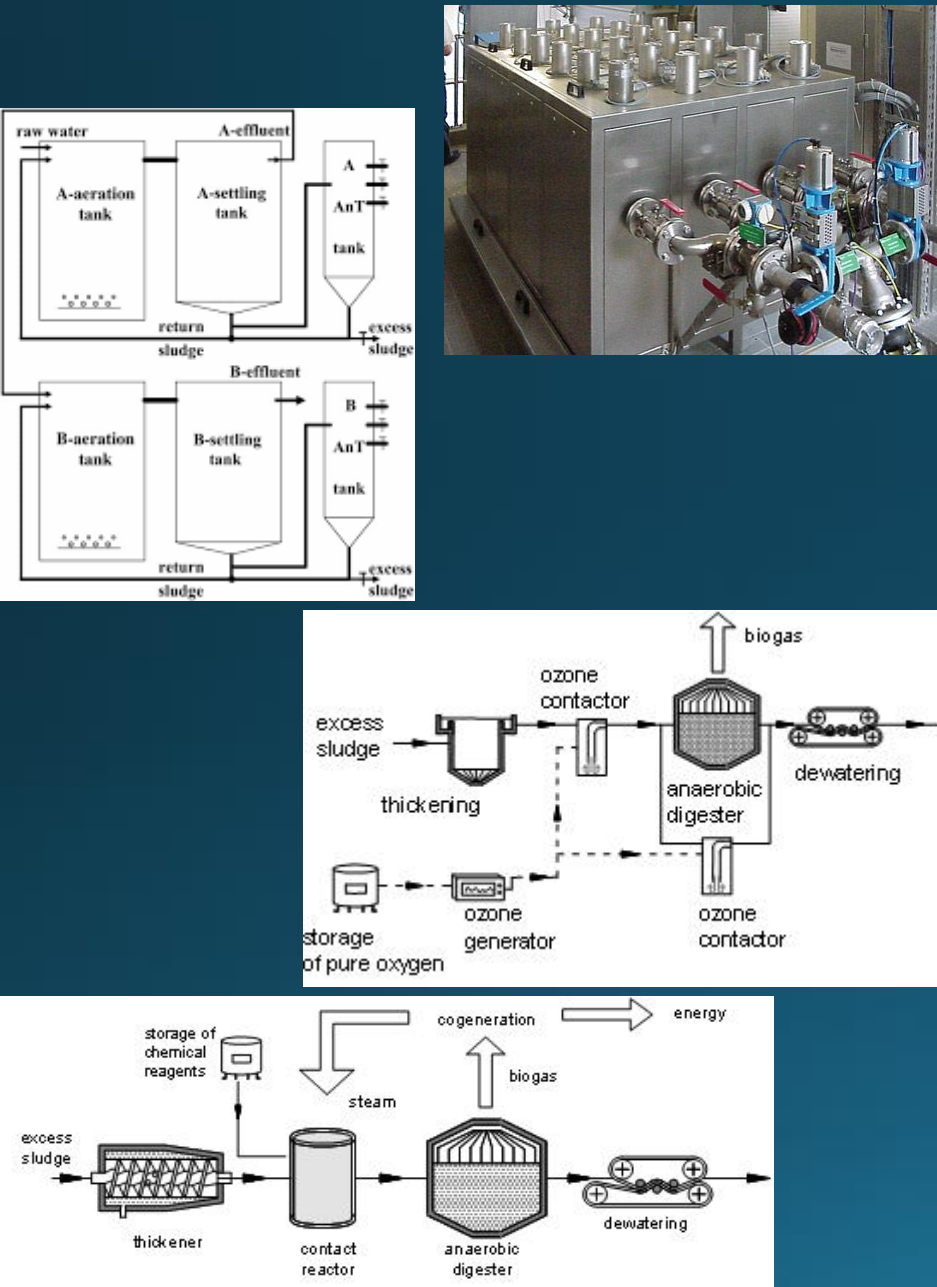 raw water
A-effluent
A-aeration
tank
A-settling
tank
A
AnT
tank
return
sludge
excess
sludge
B-effluent
B-aeration
tank
B-settling
tank
B
AnT
tank
return
sludge
excess
sludge
biogas
ozone
contactor
excess
sludge
thickening
anaerobic
digester
dewatering
storage
of pure oxygen
ozone
generator
ozone
contactor
cogeneration
energy
storage of
chemical
reagents
biogas
steam
excess
sludge
thickener
contact
reactor
anaerobic
digester
dewatering